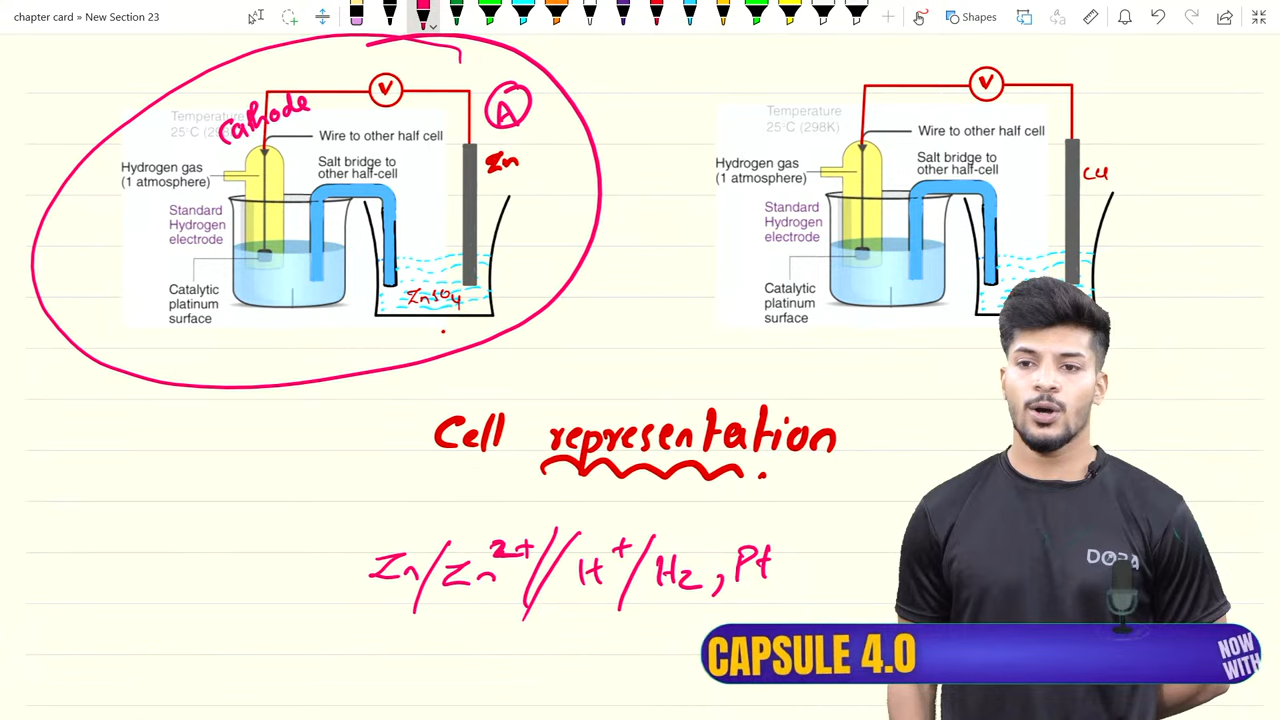 chapter card » New Section 23
Shapes
V
A
Cathode
Temperature
Wire to other half cell
Hydrogen gas
(1 atmosphere)
Salt bridge to
other half-cell
Zn
Standard
Hydrogen
electrode
Catalytic
platinum
surface
ZnSO4
V
Temperature
25°C (298K)
Wire to other half cell
Hydrogen gas
(1 atmosphere)
Salt bridge to
other half-cell
Cu
Standard
Hydrogen
electrode
Catalytic
platinum
surface
Cell representation
Zn/Zn2+//H+/H2, Pt
CAPSULE 4.0
NOW
WITH